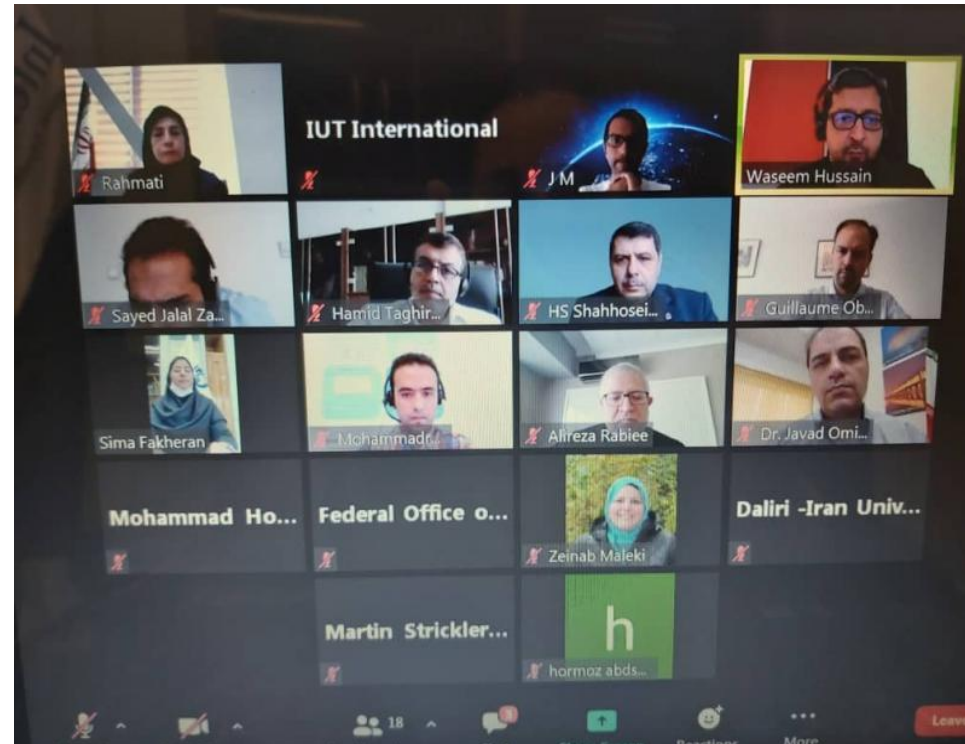 Rahmati
IUT International
J M
Waseem Hussain
Sayed Jalal Za...
Hamid Taghir...
HS Shahhosei...
Guillaume Ob...
Sima Fakheran
Mohammadr...
Alireza Rabiee
Dr. Javad Omi...
Mohammad Ho...
Federal Office o...
Zeinab Maleki
Daliri -Iran Univ...
Martin Strickler...
h
hormoz abds...
18
More
Leave